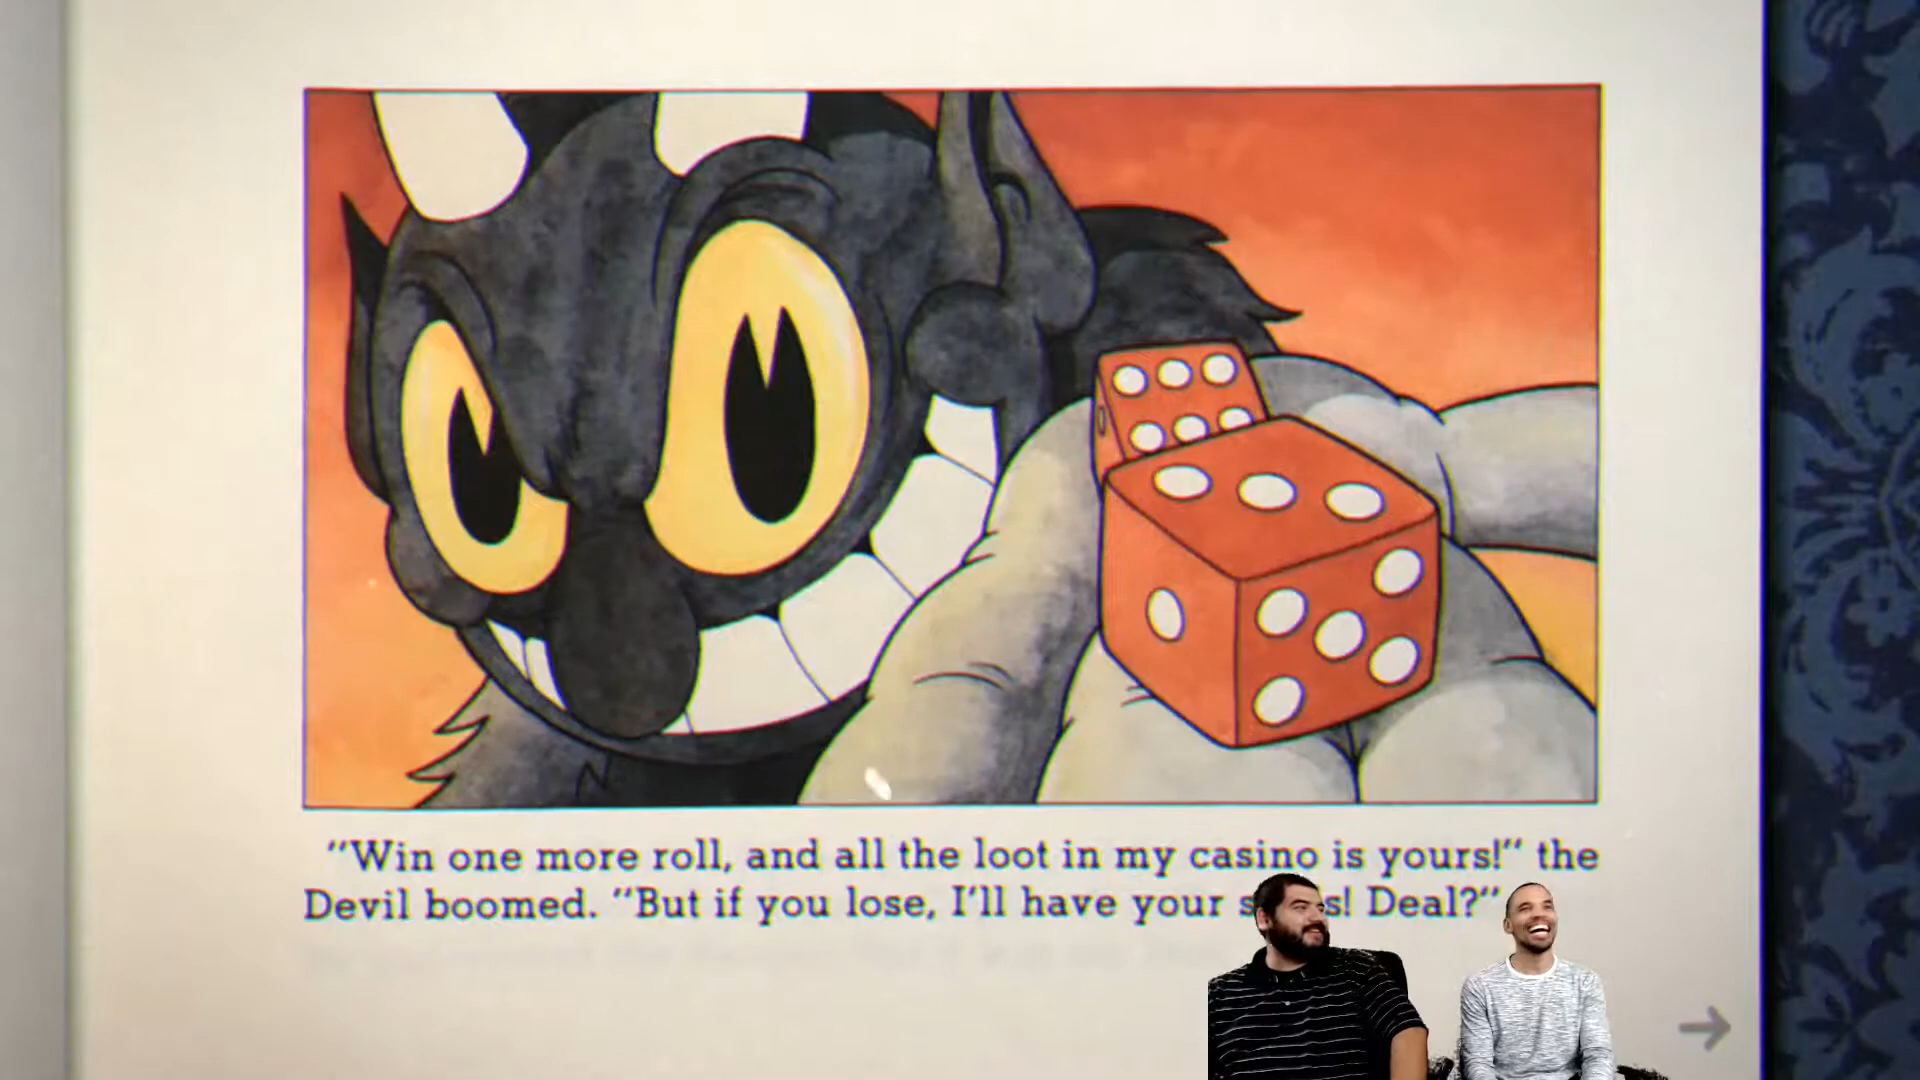 “Win one more roll, and all the loot in my casino is yours!“ the
Devil boomed. “But if you lose, I’ll have your Deal?“